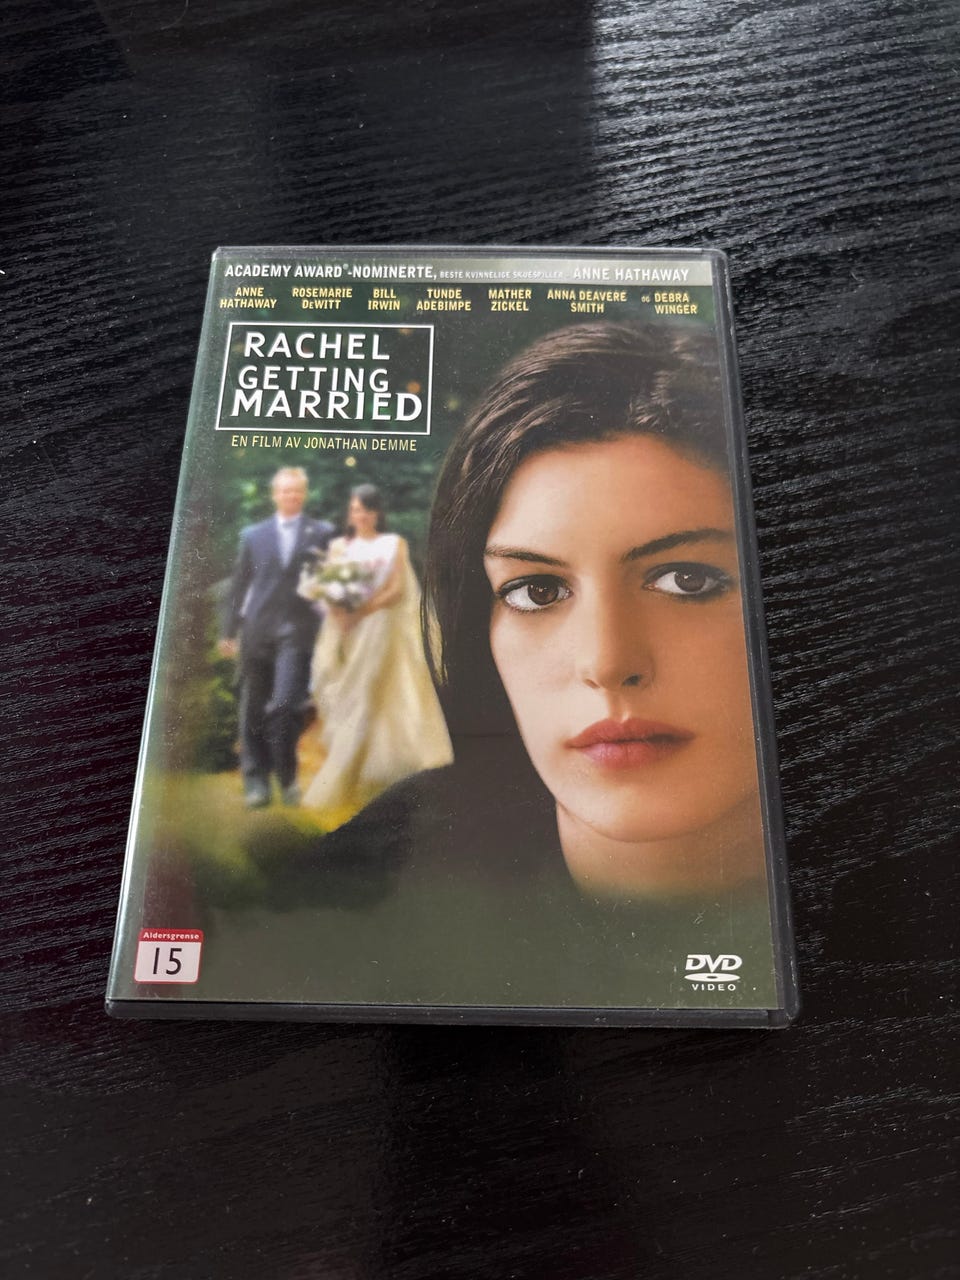 ACADEMY AWARD®-NOMINERTE, BESTE KVINNELIGE SKUESPILLER ANNE HATHAWAY
ANNE HATHAWAY ROSEMARIE DeWITT BILL IRWIN TUNDE ADEBIMPE MATHER ZICKEL ANNA DEAVERE SMITH OG DEBRA WINGER
RACHEL
GETTING
MARRIED
EN FILM AV JONATHAN DEMME
Aldersgrense
15
DVD
VIDEO